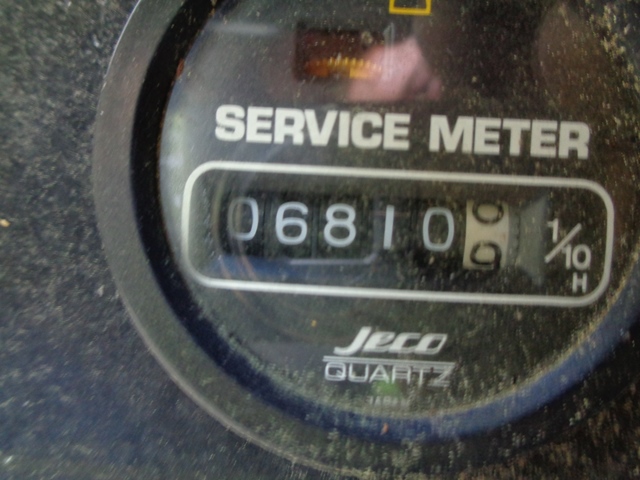 SERVICE METER
06810 1/10
H
Jeco
QUARTZ